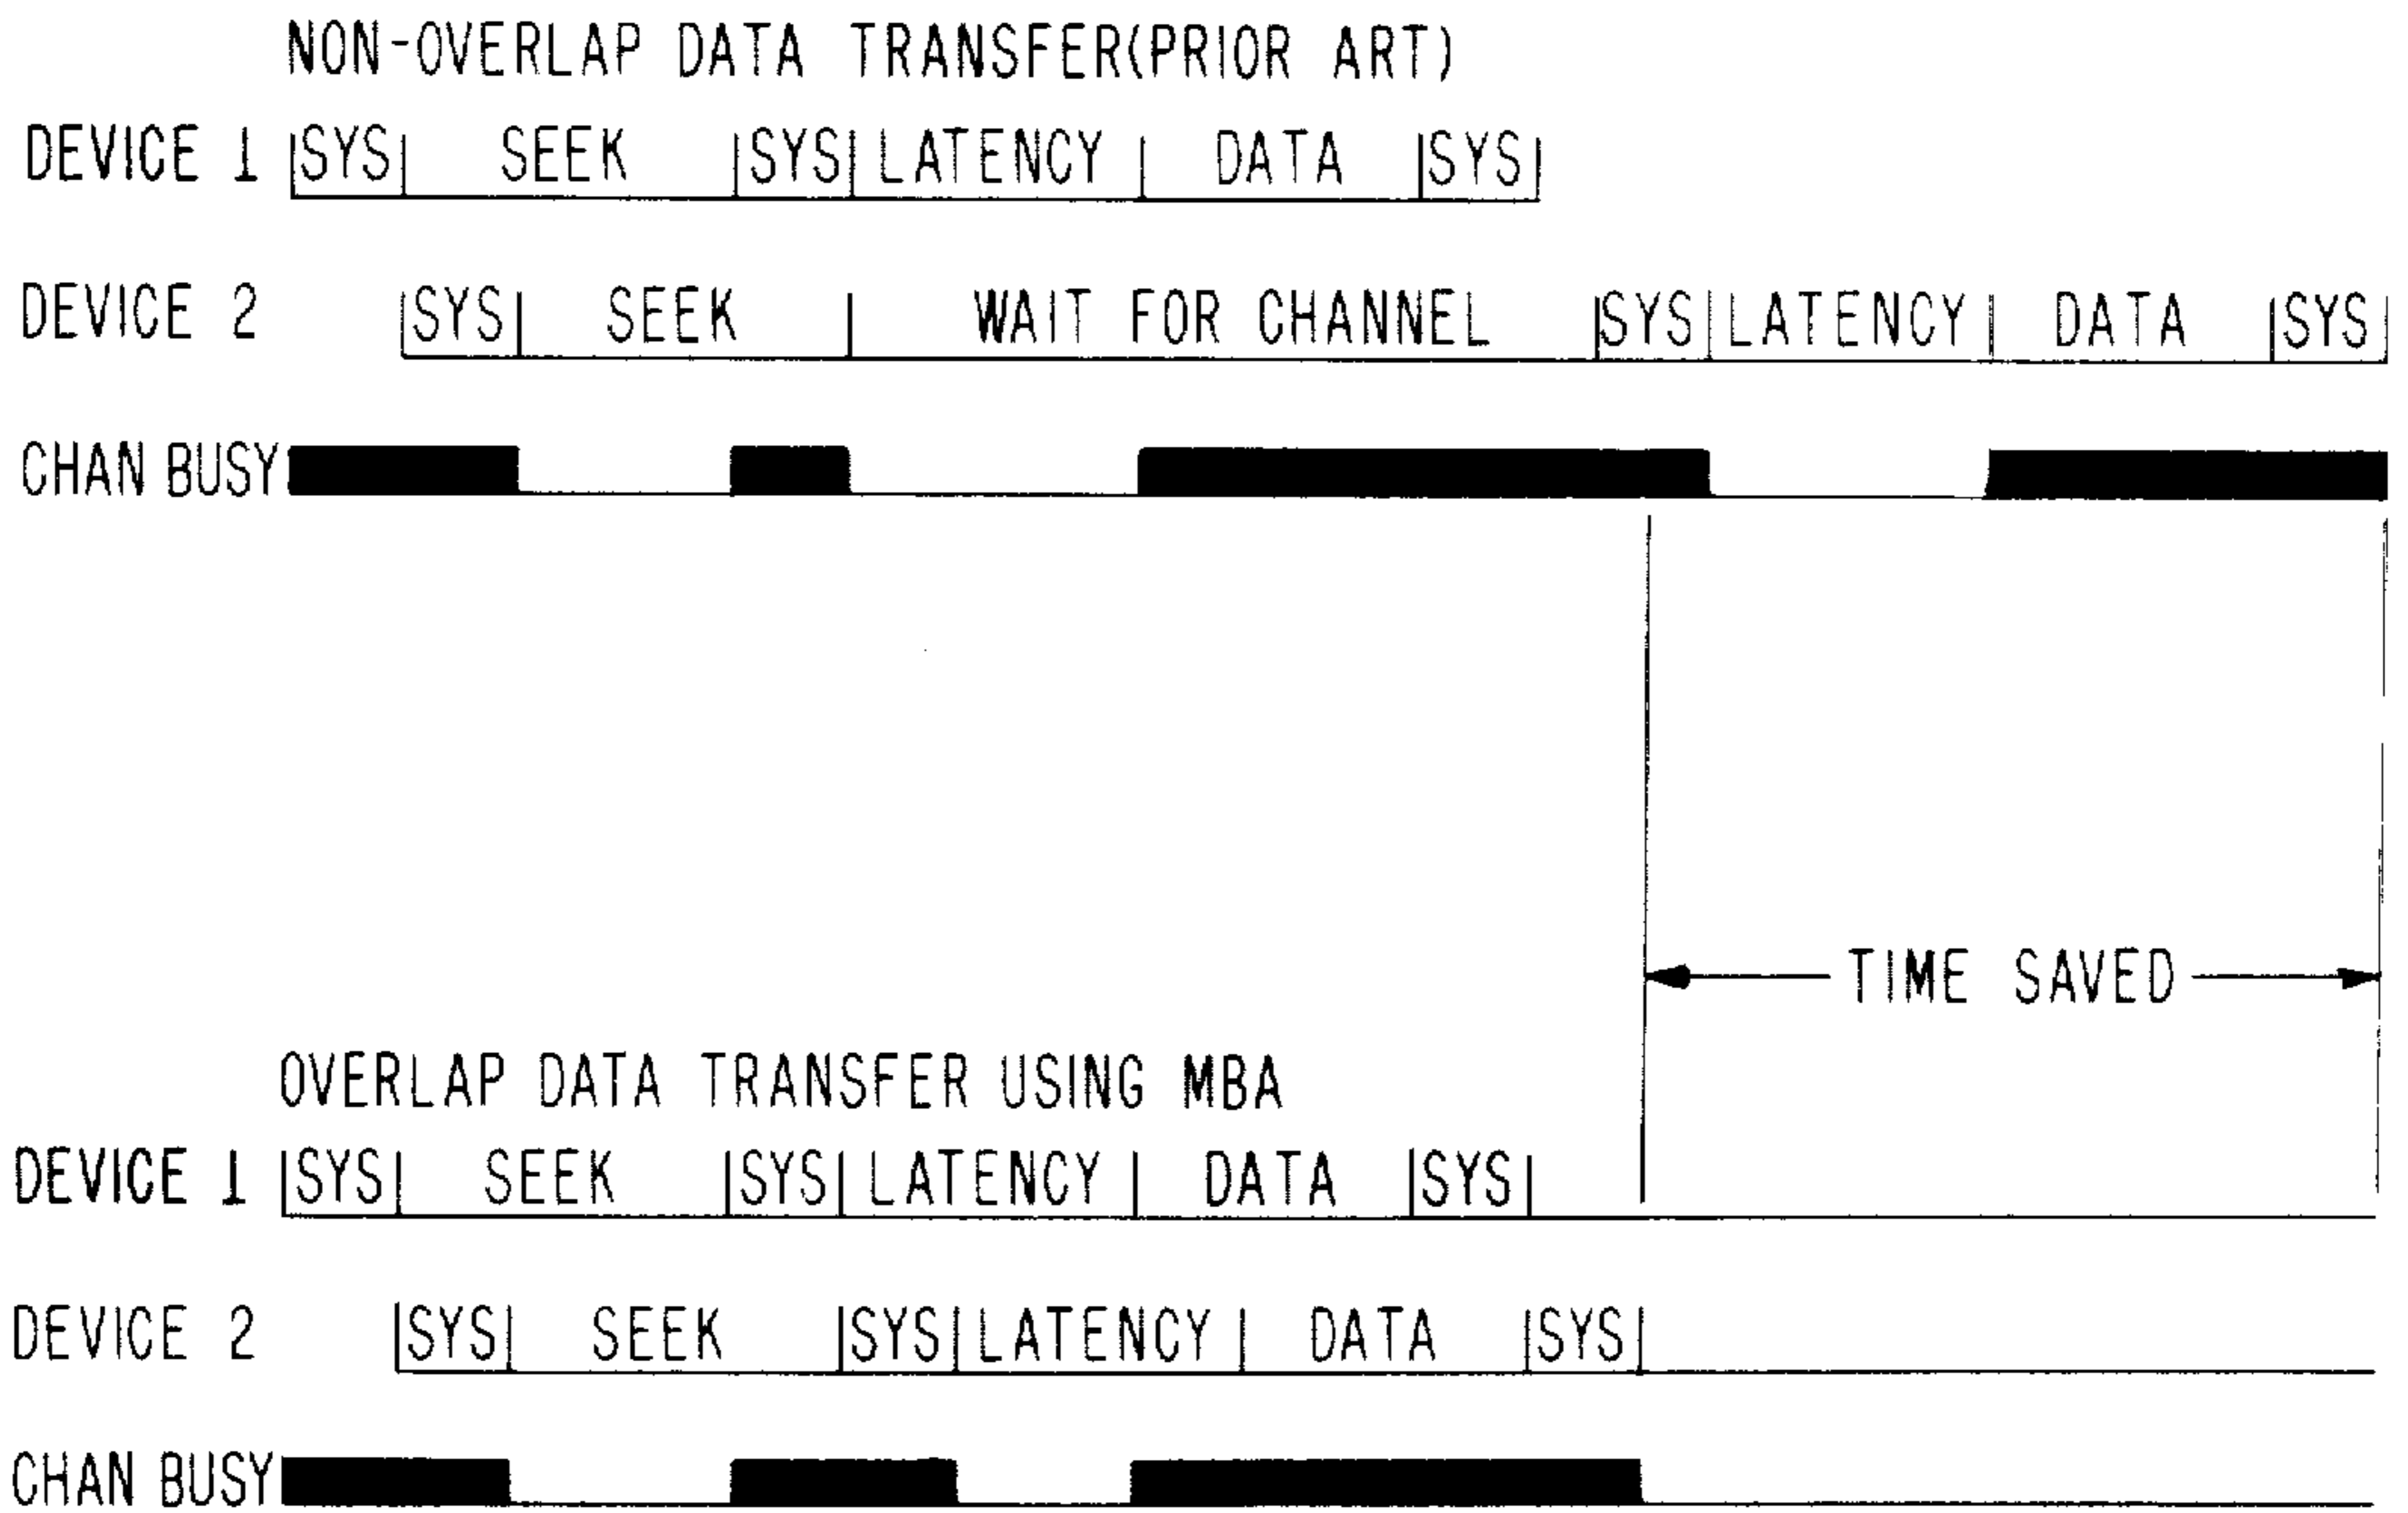 NON-OVERLAP DATA TRANSFER(PRIOR ART)
DEVICE 1 SYS SEEK SYS LATENCY DATA SYS
DEVICE 2 SYS SEEK WAIT FOR CHANNEL SYS LATENCY DATA SYS
CHAN BUSY
TIME SAVED
OVERLAP DATA TRANSFER USING MBA
DEVICE 1 SYS SEEK SYS LATENCY DATA SYS
DEVICE 2 SYS SEEK SYS LATENCY DATA SYS
CHAN BUSY